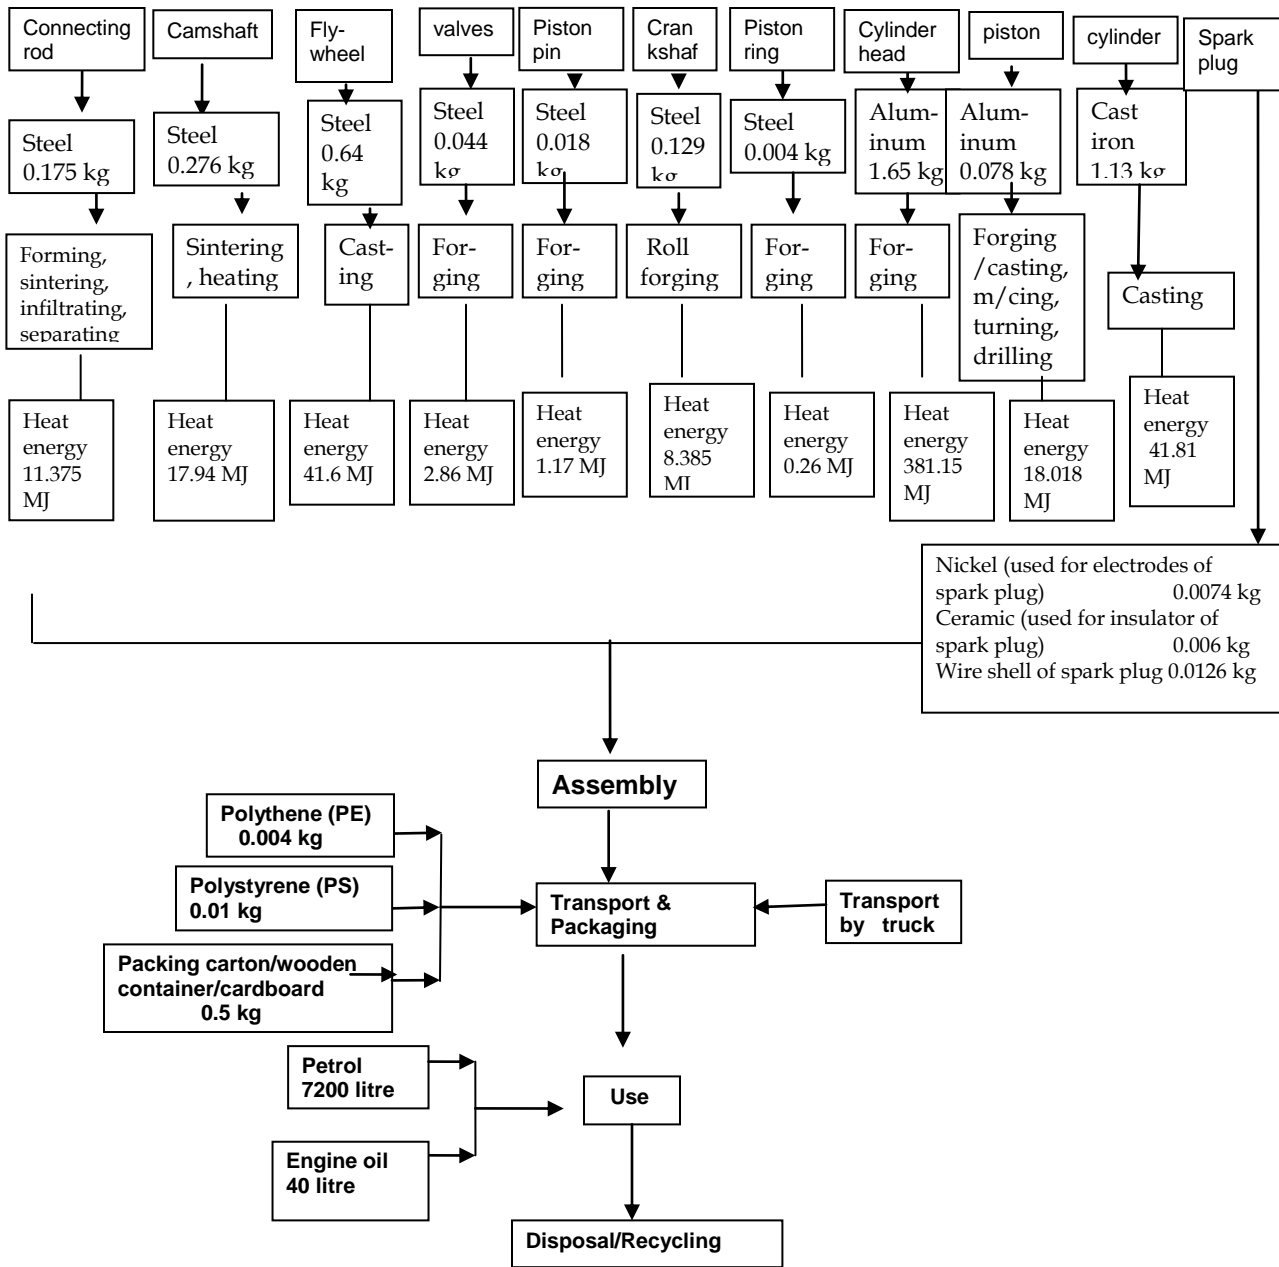 Connecting
rod
Camshaft
Fly-
wheel
valves
Piston
pin
Cran
kshaf
Piston
ring
Cylinder
head
piston
cylinder
Spark
plug
Steel
0.175 kg
Steel
0.276 kg
Steel
0.64
kg
Steel
0.044
kg
Steel
0.018
kg
Steel
0.129
kg
Steel
0.004 kg
Alum-
inum
1.65 kg
Alum-
inum
0.078 kg
Cast
iron
1.13 kg
Forming,
sintering,
infiltrating,
separating
Sintering
, heating
Cast-
ing
For-
ging
For-
ging
Roll
forging
For-
ging
For-
ging
Forging
/casting,
m/cing,
turning,
drilling
Casting
Heat
energy
11.375
MJ
Heat
energy
17.94 MJ
Heat
energy
41.6 MJ
Heat
energy
2.86 MJ
Heat
energy
1.17 MJ
Heat
energy
8.385
MJ
Heat
energy
0.26 MJ
Heat
energy
381.15
MJ
Heat
energy
18.018
MJ
Heat
energy
41.81
MJ
Nickel (used for electrodes of
spark plug) 0.0074 kg
Ceramic (used for insulator of
spark plug) 0.006 kg
Wire shell of spark plug 0.0126 kg
Assembly
Polythene (PE)
0.004 kg
Polystyrene (PS)
0.01 kg
Packing carton/wooden
container/cardboard
0.5 kg
Transport &
Packaging
Transport
by truck
Petrol
7200 litre
Use
Engine oil
40 litre
Disposal/Recycling